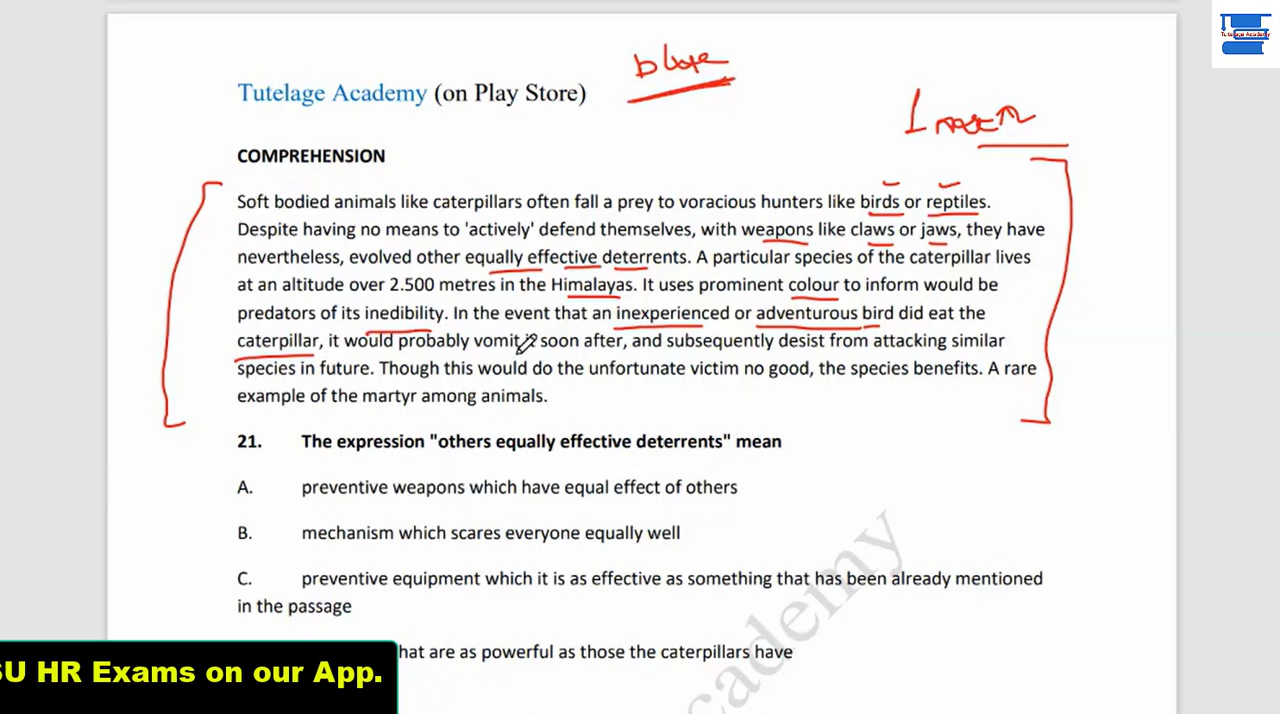 Tutelage Academy
Tutelage Academy (on Play Store)
COMPREHENSION
Soft bodied animals like caterpillars often fall a prey to voracious hunters like birds or reptiles.
Despite having no means to 'actively' defend themselves, with weapons like claws or jaws, they have
nevertheless, evolved other equally effective deterrents. A particular species of the caterpillar lives
at an altitude over 2.500 metres in the Himalayas. It uses prominent colour to inform would be
predators of its inedibility. In the event that an inexperienced or adventurous bird did eat the
caterpillar, it would probably vomit it soon after, and subsequently desist from attacking similar
species in future. Though this would do the unfortunate victim no good, the species benefits. A rare
example of the martyr among animals.
21. The expression "others equally effective deterrents" mean
A. preventive weapons which have equal effect of others
B. mechanism which scares everyone equally well
C. preventive equipment which it is as effective as something that has been already mentioned
in the passage
that are as powerful as those the caterpillars have
SU HR Exams on our App.
cademy